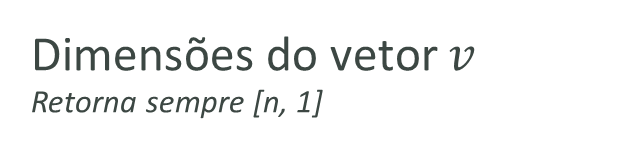 Dimensões do vetor 𝑣
Retorna sempre [n, 1]